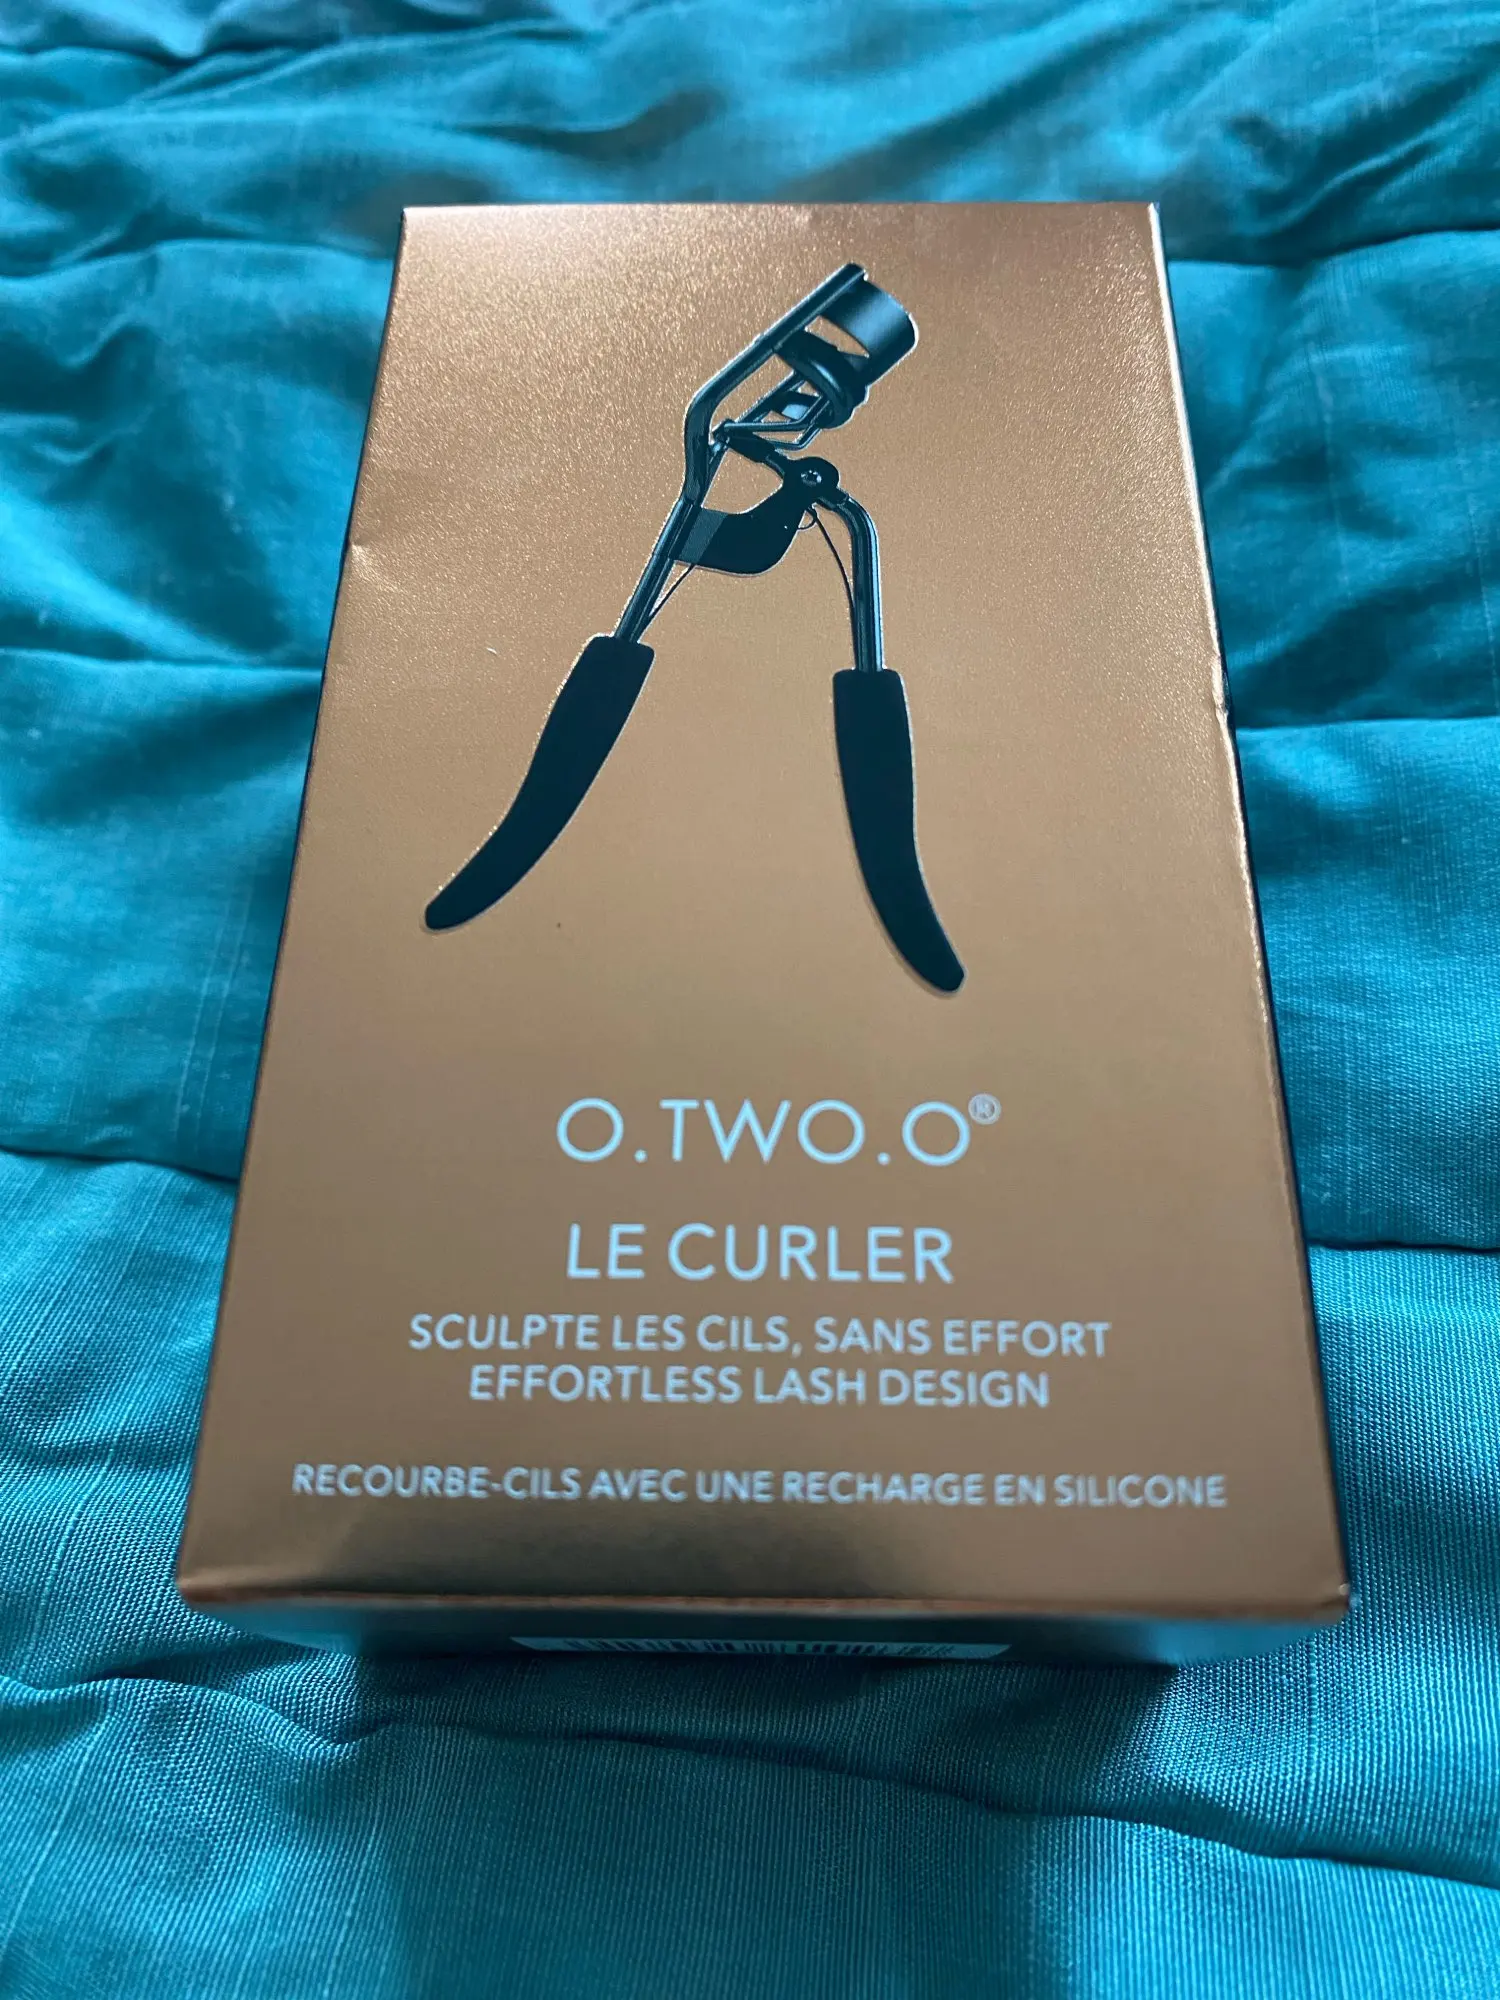 O.TWO.O®
LE CURLER
SCULPTE LES CILS, SANS EFFORT
EFFORTLESS LASH DESIGN
RECOURBE-CILS AVEC UNE RECHARGE EN SILICONE